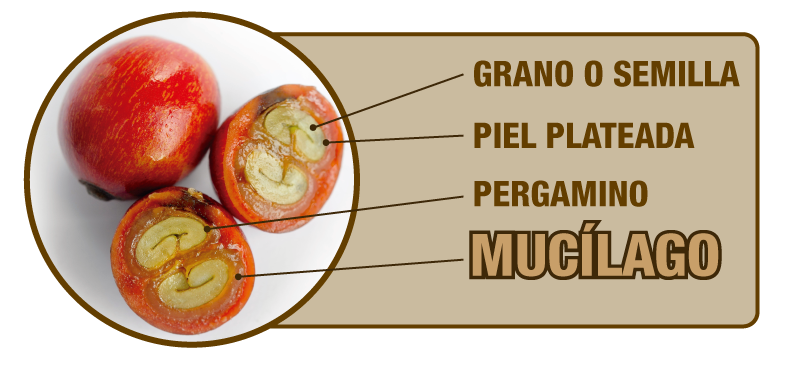 GRANO O SEMILLA
PIEL PLATEADA
PERGAMINO
MUCÍLAGO